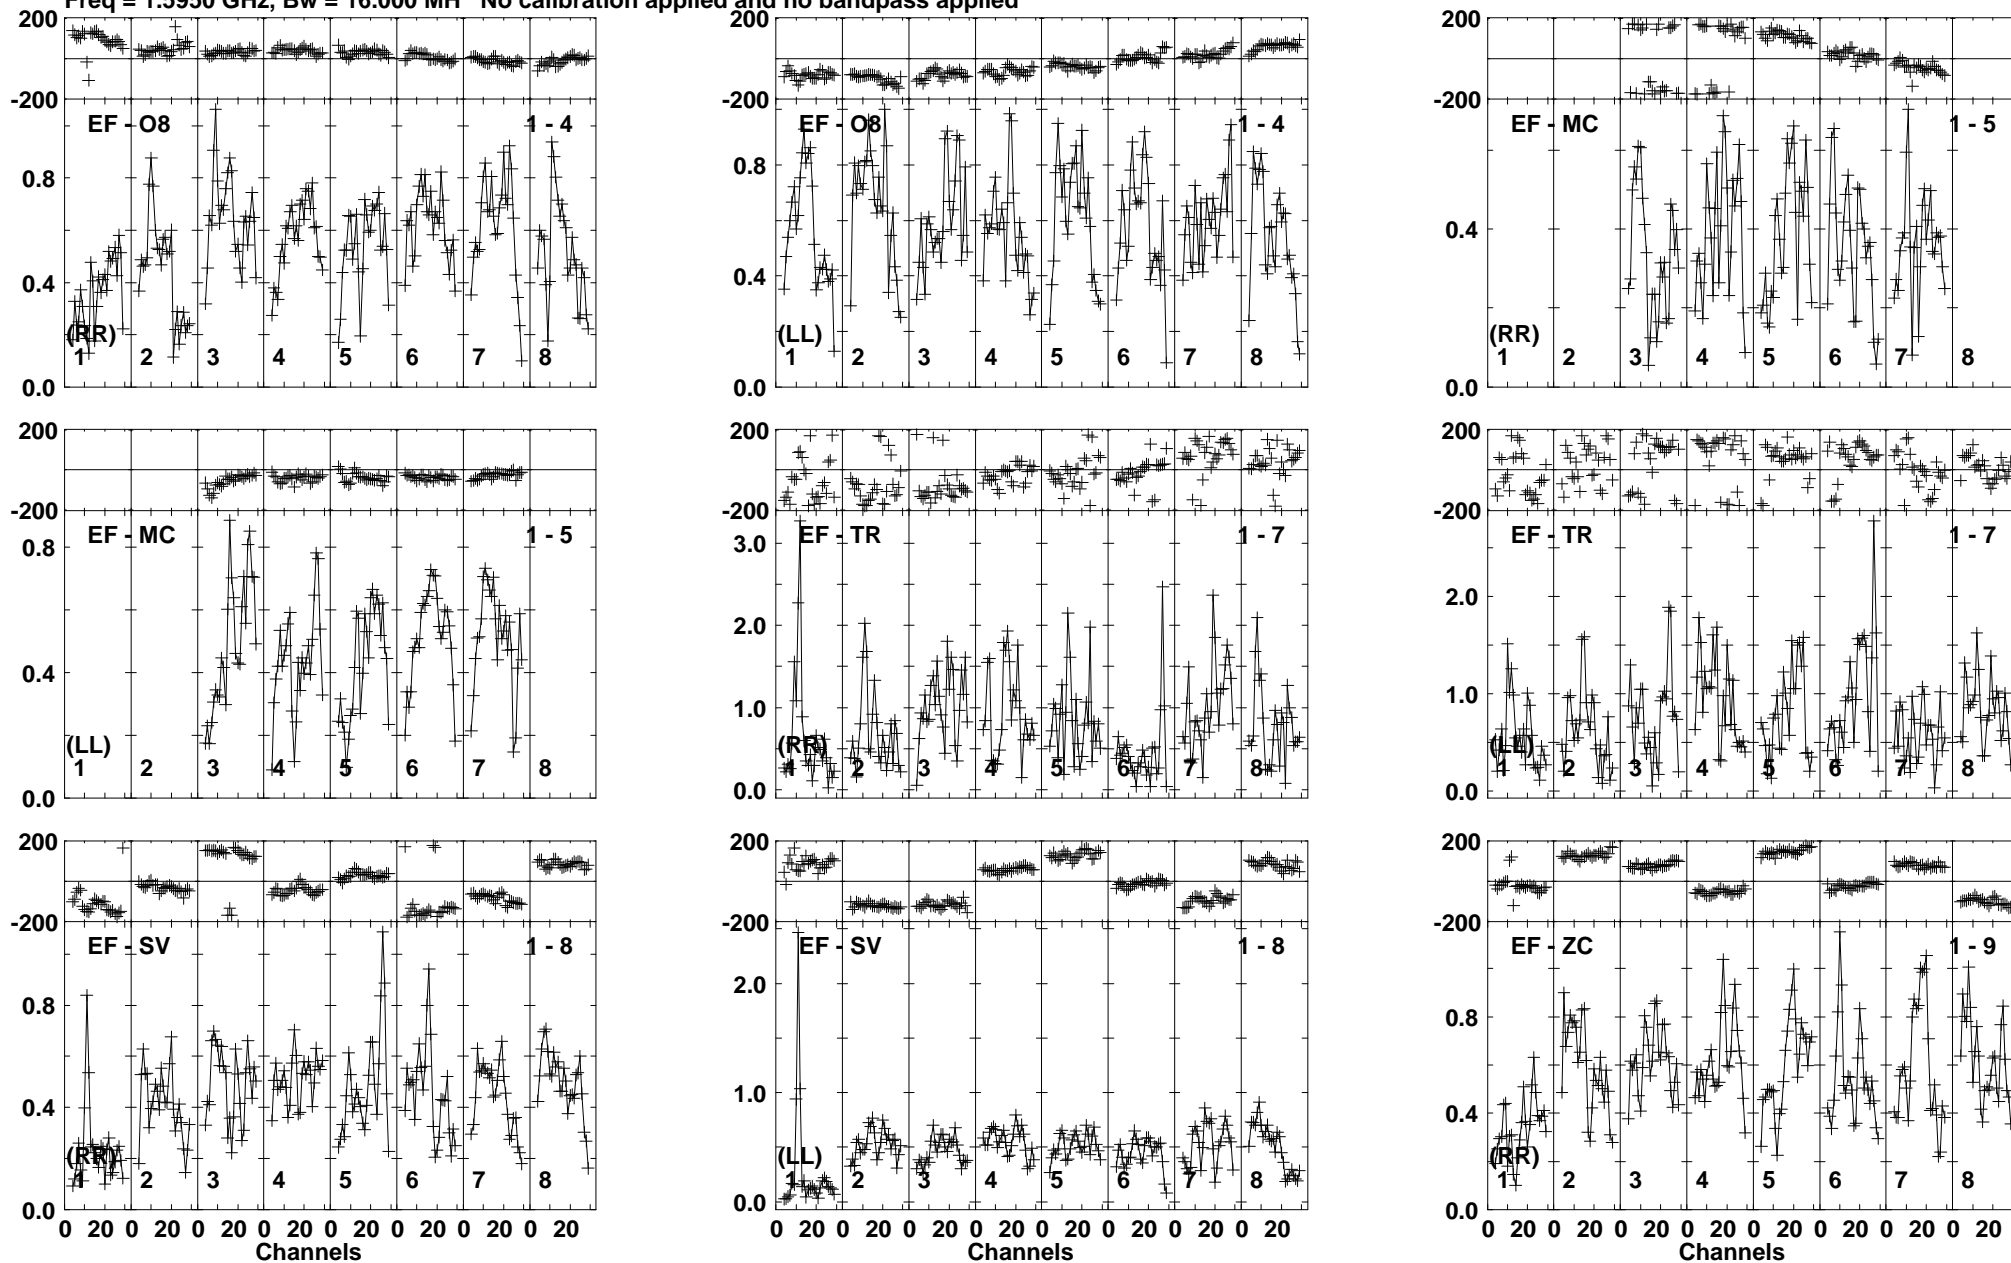 Freq = 1.5950 GHz, Bw = 16.000 MH No calibration applied and no bandpass applied
200 200 200
-200 -200 -200
EF - O8 1 - 4 EF - O8 1 - 4 EF - MC 1 - 5
0.8 0.8
0.4 0.4 0.4
(RR) (LL) (RR)
1 2 3 4 5 6 7 8 1 2 3 4 5 6 7 8 1 2 3 4 5 6 7 8
0.0 0.0 0.0
200 200 200
-200 -200 -200
EF - MC 1 - 5 EF - TR 1 - 7 EF - TR 1 - 7
0.8 3.0
2.0 2.0
0.4 1.0 1.0
(LL) (RR) (LL)
1 2 3 4 5 6 7 8 1 2 3 4 5 6 7 8 1 2 3 4 5 6 7 8
0.0 0.0 0.0
200 200 200
-200 -200 -200
EF - SV 1 - 8 EF - SV 1 - 8 EF - ZC 1 - 9
0.8 2.0 0.8
0.4 1.0 0.4
(RR) (LL) (RR)
1 2 3 4 5 6 7 8 1 2 3 4 5 6 7 8 1 2 3 4 5 6 7 8
0.0 0.0 0.0
0 20 0 20 0 20 0 20 0 20 0 20 0 20 0 20 0 20 0 20 0 20 0 20 0 20 0 20 0 20 0 20 0 20 0 20 0 20 0 20 0 20 0 20 0 20 0 20
Channels Channels